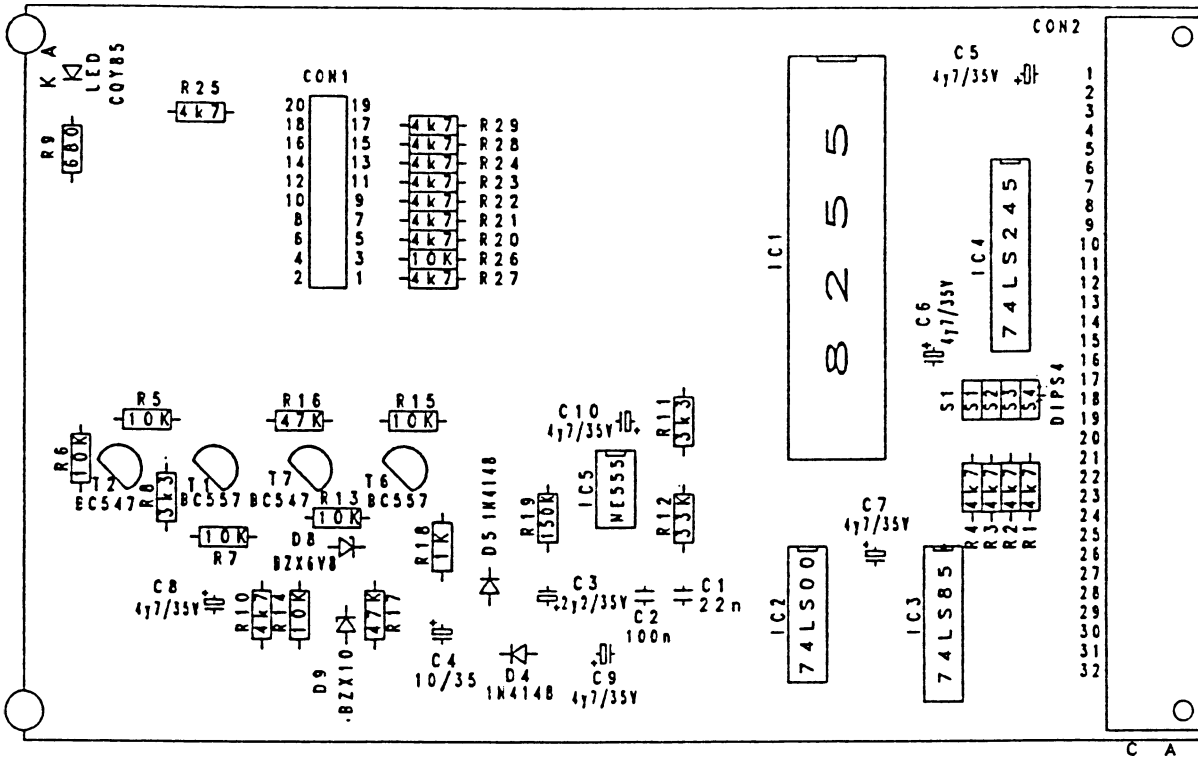 CON2
A
K
LED
CQY85
R9
680
R25
4k7
CON1
20 19
18 17
16 15
14 13
12 11
10 9
8 7
6 5
4 3
2 1
4k7 R29
4k7 R28
4k7 R24
4k7 R23
4k7 R22
4k7 R21
4k7 R20
10K R26
4k7 R27
IC1
8255
C5
4y7/35V
+
IC4
74LS245
C6
4y7/35V
+
S1
S1
S2
S3
S4
DIPS4
1
2
3
4
5
6
7
8
9
10
11
12
13
14
15
16
17
18
19
20
21
22
23
24
25
26
27
28
29
30
31
32
R5
10K
R16
47K
R15
10K
C10
4y7/35V
+
R11
3k3
R6
10K
T2
BC547
R8
3k3
T1
BC557
T7
BC547
T6
BC557
R13
10K
R7
10K
D8
BZX6V8
R18
1K
D5 1N4148
R19
150K
IC5
NE555
R12
33K
C7
4y7/35V
+
4k7
4k7
4k7
4k7
R4
R3
R2
R1
C8
4y7/35V
+
R10
4k7
R14
10K
D9
BZX10
47K
R17
C4
10/35
+
C3
+2y2/35V
C2
100n
C1
22n
D4
1N4148
C9
4y7/35V
+
IC2
74LS00
IC3
74LS85
C A